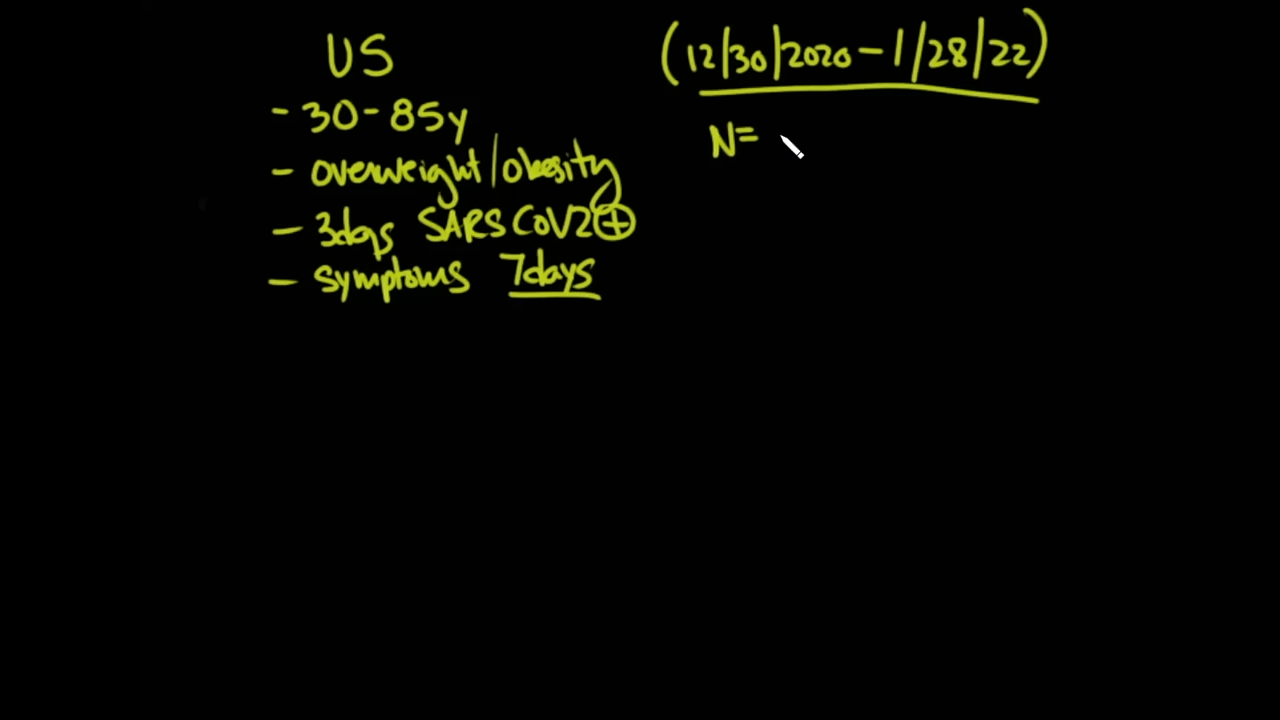 US
- 30-85y
- overweight/obesity
- 3days SARS CoV2 +
- symptoms 7days
(12/30/2020 - 1/28/22)
N=